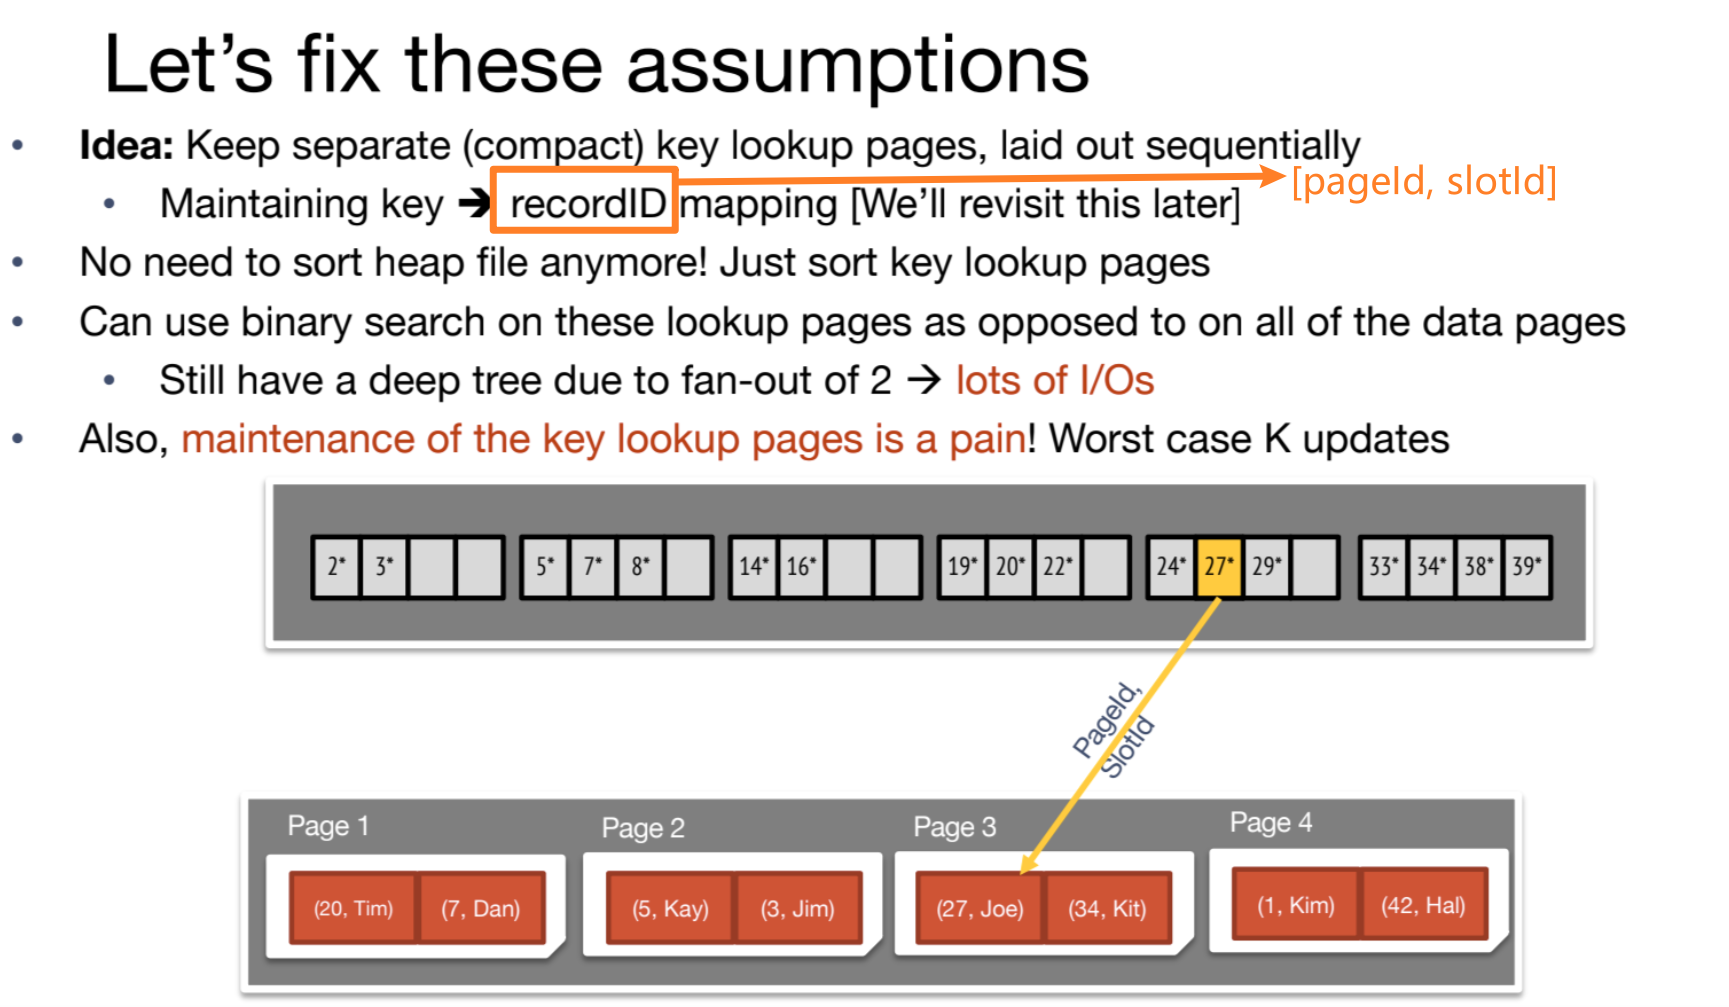 Let's fix these assumptions
• Idea: Keep separate (compact) key lookup pages, laid out sequentially
• Maintaining key ➔ recordID mapping [We'll revisit this later]
[pageId, slotId]
• No need to sort heap file anymore! Just sort key lookup pages
• Can use binary search on these lookup pages as opposed to on all of the data pages
• Still have a deep tree due to fan-out of 2 → lots of I/Os
• Also, maintenance of the key lookup pages is a pain! Worst case K updates
2* 3* 5* 7* 8* 14* 16* 19* 20* 22* 24* 27* 29* 33* 34* 38* 39*
PageId,
SlotId
Page 1 Page 2 Page 3 Page 4
(20, Tim) (7, Dan) (5, Kay) (3, Jim) (27, Joe) (34, Kit) (1, Kim) (42, Hal)